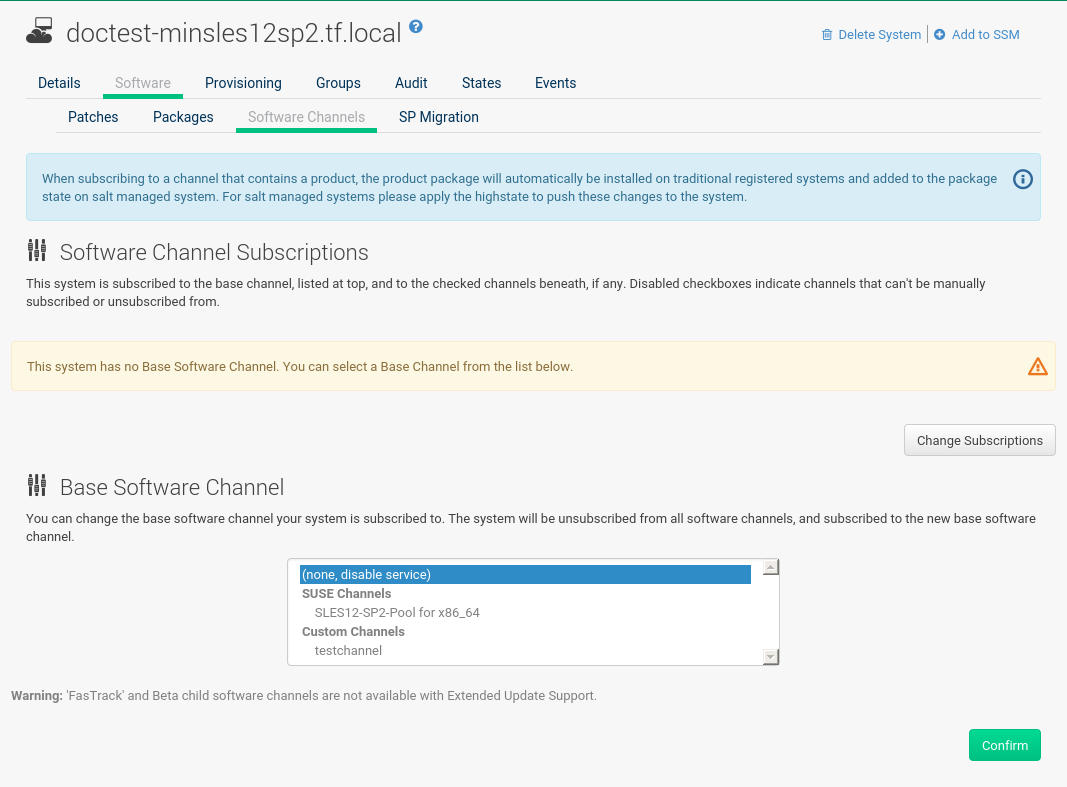 doctest-minsles12sp2.tf.local ?
Delete System | Add to SSM
Details Software Provisioning Groups Audit States Events
Patches Packages Software Channels SP Migration
When subscribing to a channel that contains a product, the product package will automatically be installed on traditional registered systems and added to the package
state on salt managed system. For salt managed systems please apply the highstate to push these changes to the system.
Software Channel Subscriptions
This system is subscribed to the base channel, listed at top, and to the checked channels beneath, if any. Disabled checkboxes indicate channels that can't be manually
subscribed or unsubscribed from.
This system has no Base Software Channel. You can select a Base Channel from the list below.
Change Subscriptions
Base Software Channel
You can change the base software channel your system is subscribed to. The system will be unsubscribed from all software channels, and subscribed to the new base software
channel.
(none, disable service)
SUSE Channels
SLES12-SP2-Pool for x86_64
Custom Channels
testchannel
Warning: 'FasTrack' and Beta child software channels are not available with Extended Update Support.
Confirm